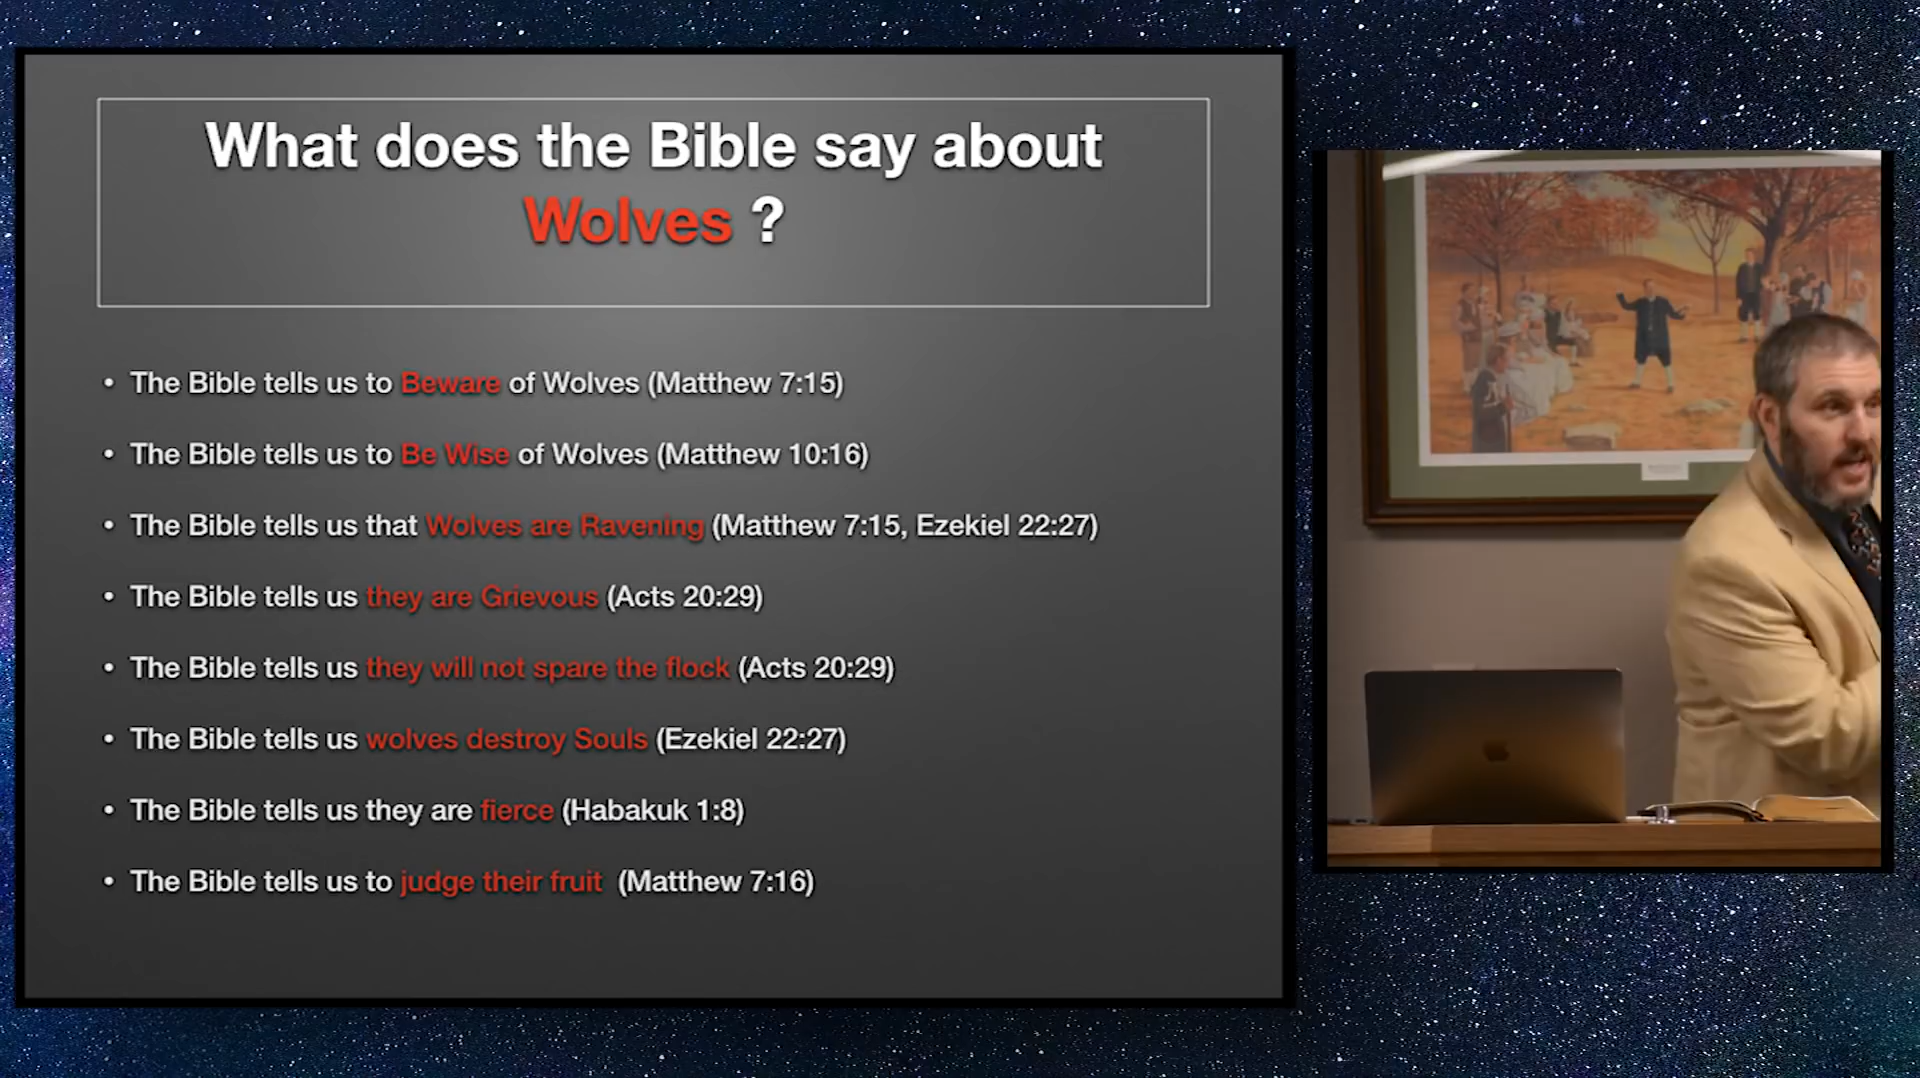 What does the Bible say about
Wolves ?
• The Bible tells us to Beware of Wolves (Matthew 7:15)
• The Bible tells us to Be Wise of Wolves (Matthew 10:16)
• The Bible tells us that Wolves are Ravening (Matthew 7:15, Ezekiel 22:27)
• The Bible tells us they are Grievous (Acts 20:29)
• The Bible tells us they will not spare the flock (Acts 20:29)
• The Bible tells us wolves destroy Souls (Ezekiel 22:27)
• The Bible tells us they are fierce (Habakuk 1:8)
• The Bible tells us to judge their fruit (Matthew 7:16)